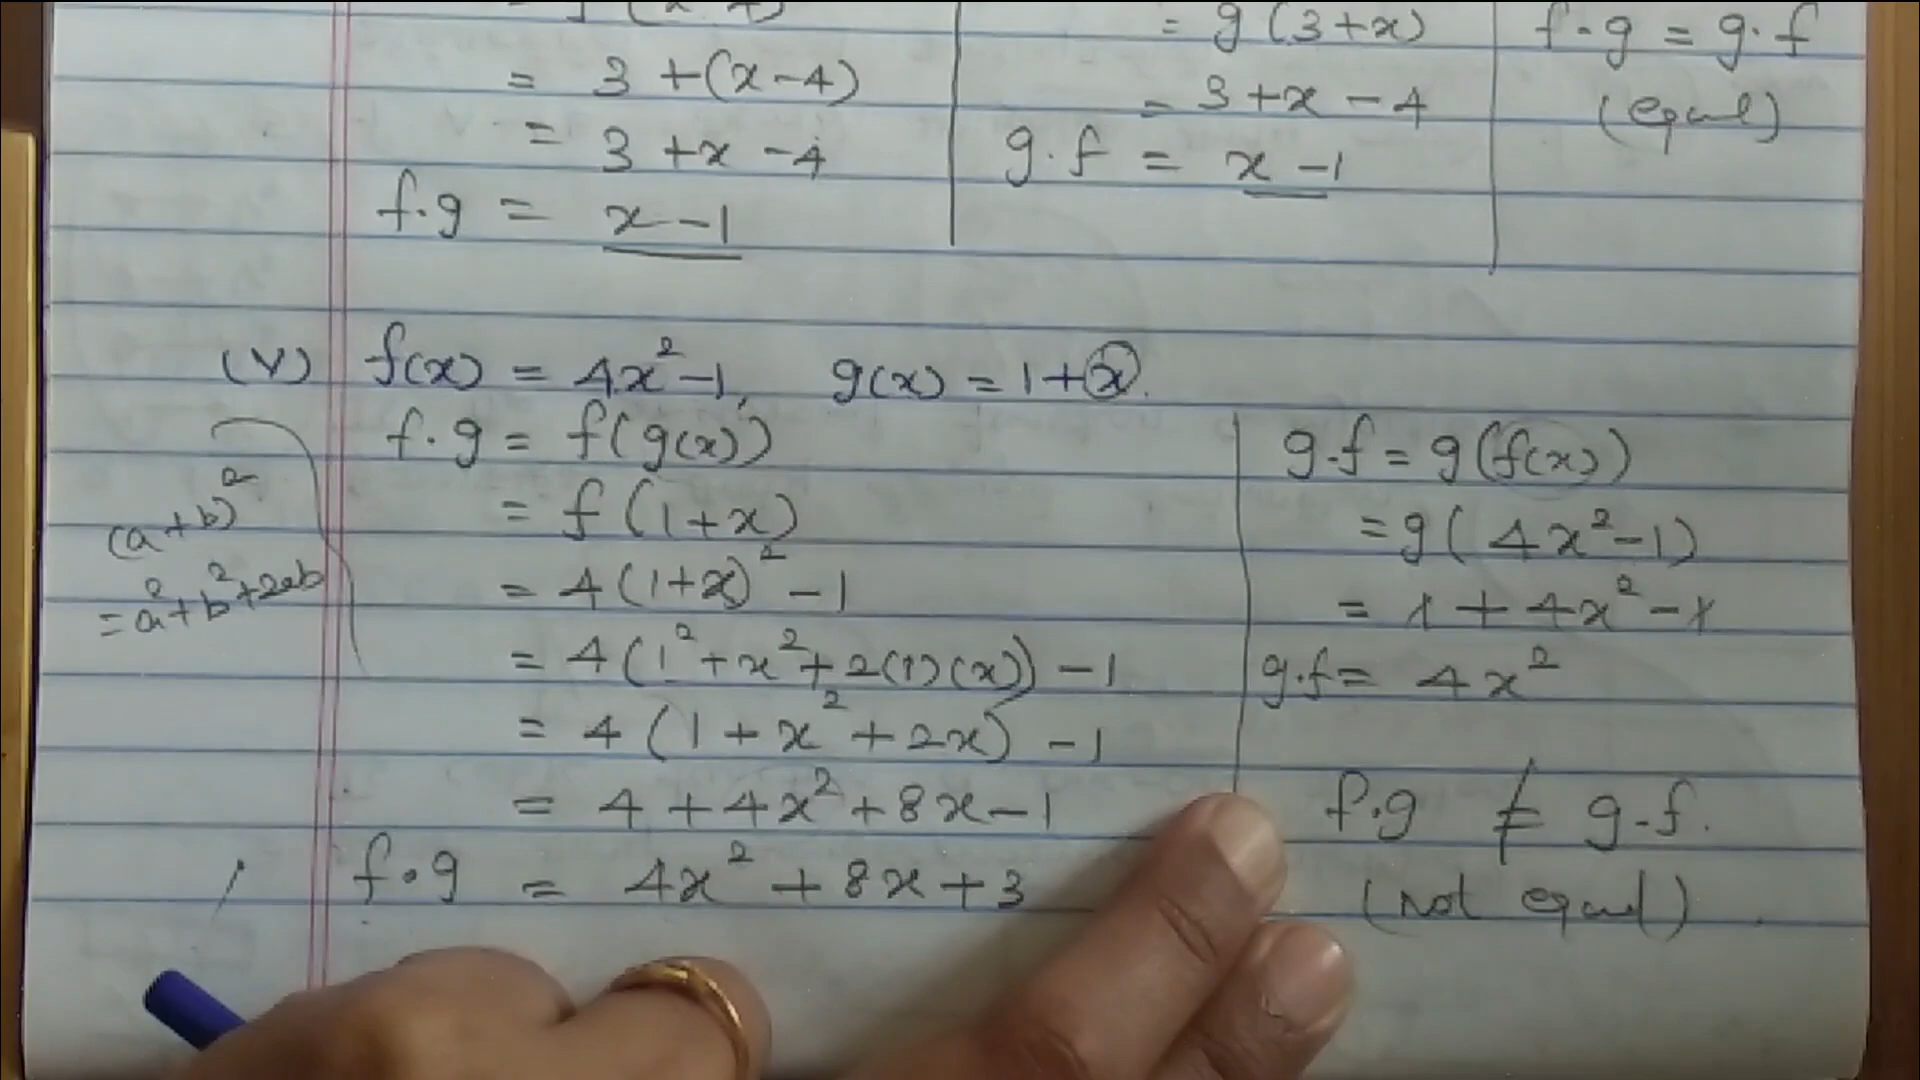 = 3 + (x - 4)
= 3 + x - 4
f.g = x - 1
= g(3+x)
= 3 + x - 4
g.f = x - 1
f.g = g.f
(equal)
(V) f(x) = 4x² - 1, g(x) = 1 + x.
(a+b)²
= a² + b² + 2ab
f.g = f(g(x))
= f(1+x)
= 4(1+x)² - 1
= 4(1² + x² + 2(1)(x)) - 1
= 4(1 + x² + 2x) - 1
= 4 + 4x² + 8x - 1
f.g = 4x² + 8x + 3
g.f = g(f(x))
= g(4x² - 1)
= 1 + 4x² - 1
g.f = 4x²
f.g ≠ g.f.
(not equal)